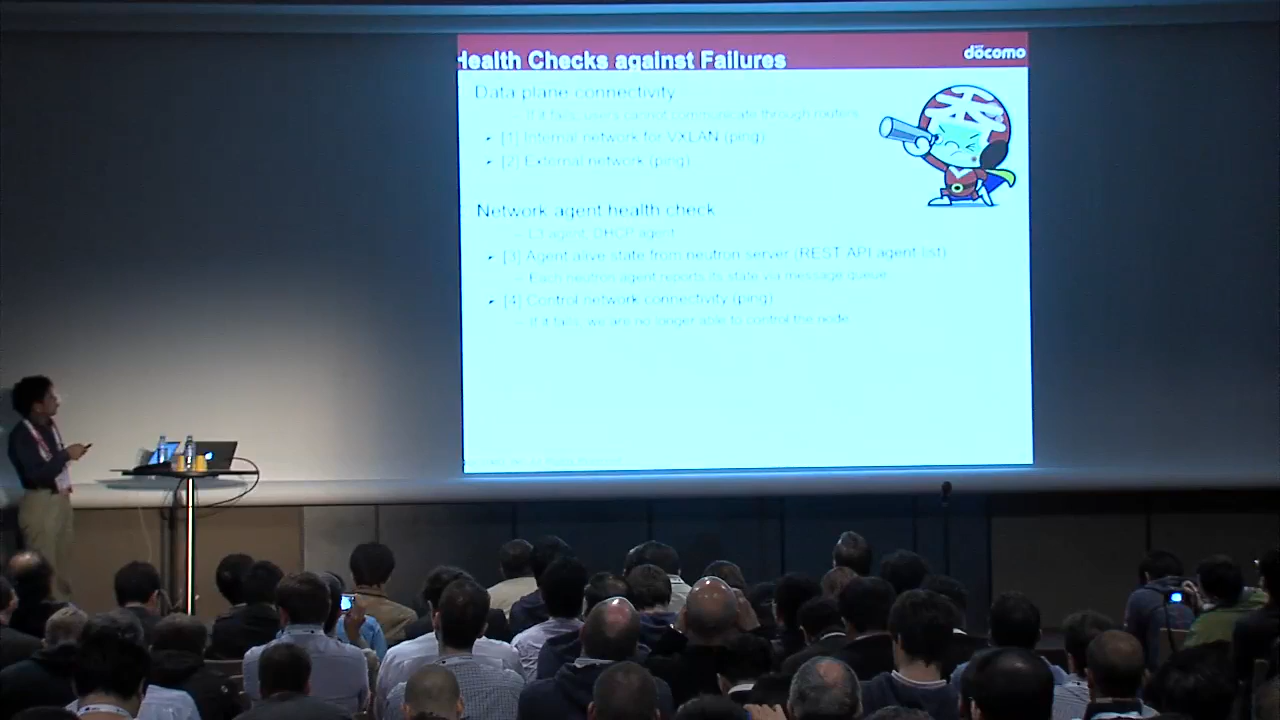 Health Checks against Failures
döcomo
Data plane connectivity
– If it fails, users cannot communicate through routers
[1] Internal network for VXLAN (ping)
[2] External network (ping)
Network agent health check
– L3 agent, DHCP agent
[3] Agent alive state from neutron server (REST API agent-list)
– Each neutron agent reports its state via message queue
[4] Control network connectivity (ping)
– If it fails, we are no longer able to control the node